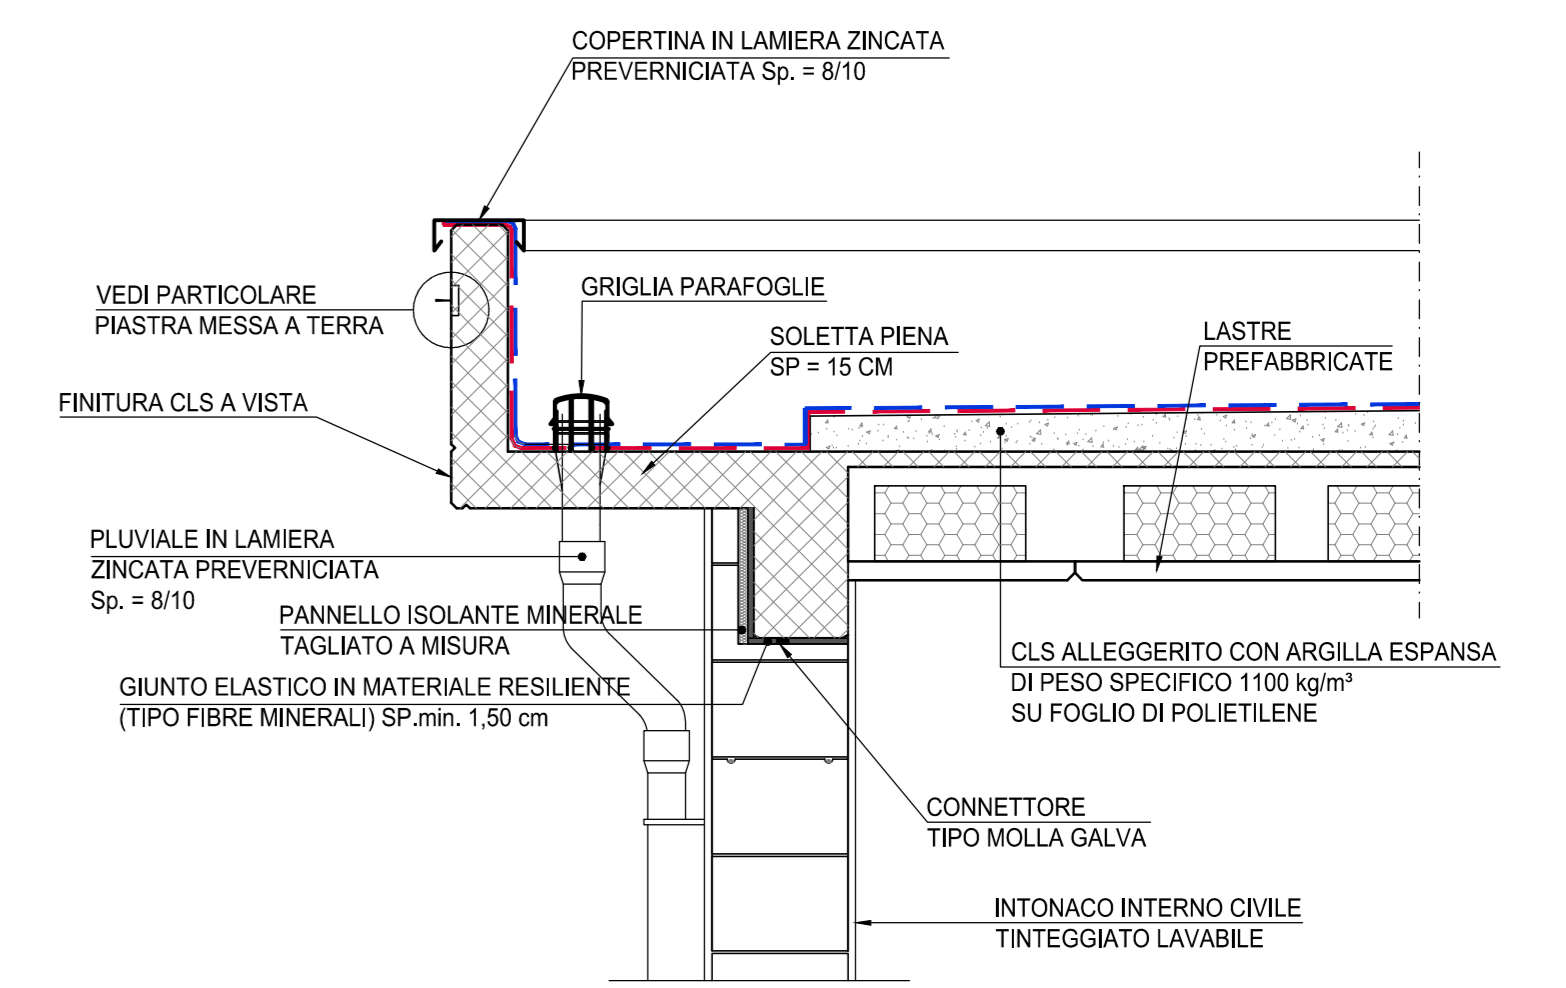 COPERTINA IN LAMIERA ZINCATA
PREVERNICIATA Sp. = 8/10
VEDI PARTICOLARE
PIASTRA MESSA A TERRA
GRIGLIA PARAFOGLIE
SOLETTA PIENA
SP = 15 CM
LASTRE
PREFABBRICATE
FINITURA CLS A VISTA
PLUVIALE IN LAMIERA
ZINCATA PREVERNICIATA
Sp. = 8/10
PANNELLO ISOLANTE MINERALE
TAGLIATO A MISURA
GIUNTO ELASTICO IN MATERIALE RESILIENTE
(TIPO FIBRE MINERALI) SP.min. 1,50 cm
CLS ALLEGGERITO CON ARGILLA ESPANSA
DI PESO SPECIFICO 1100 kg/m³
SU FOGLIO DI POLIETILENE
CONNETTORE
TIPO MOLLA GALVA
INTONACO INTERNO CIVILE
TINTEGGIATO LAVABILE